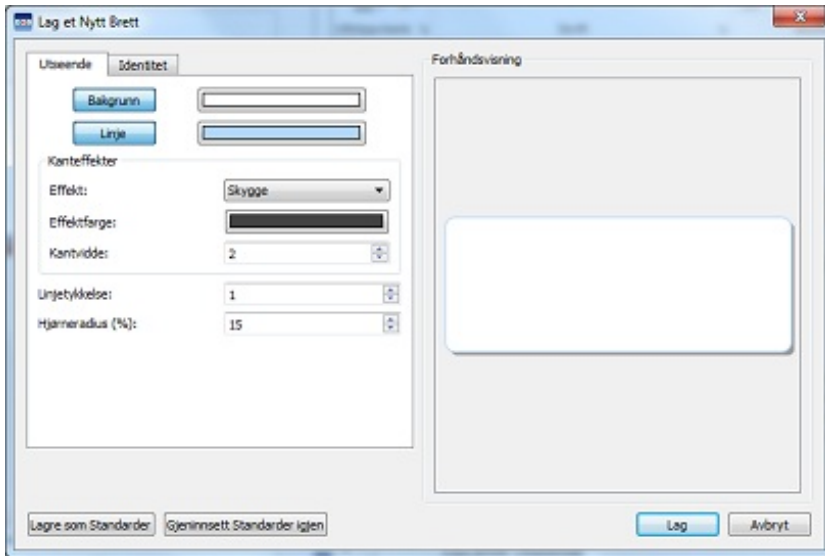 Lag et Nytt Brett
Utseende
Identitet
Bakgrunn
Linje
Kanteffekter
Effekt:
Skygge
Effektfarge:
Kantvidde:
2
Linjetykkelse:
1
Hjørneradius (%):
15
Forhåndsvisning
Lagre som Standarder
Gjeninnsett Standarder igjen
Lag
Avbryt